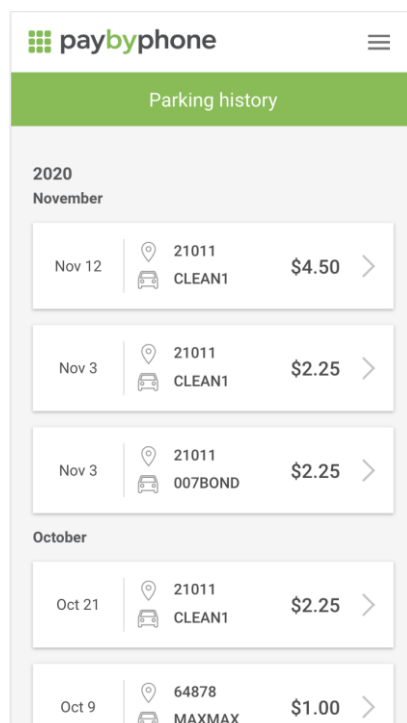 paybyphone
Parking history
2020
November
Nov 12
21011
CLEAN1
$4.50
Nov 3
21011
CLEAN1
$2.25
Nov 3
21011
007BOND
$2.25
October
Oct 21
21011
CLEAN1
$2.25
Oct 9
64878
MAXMAX
$1.00